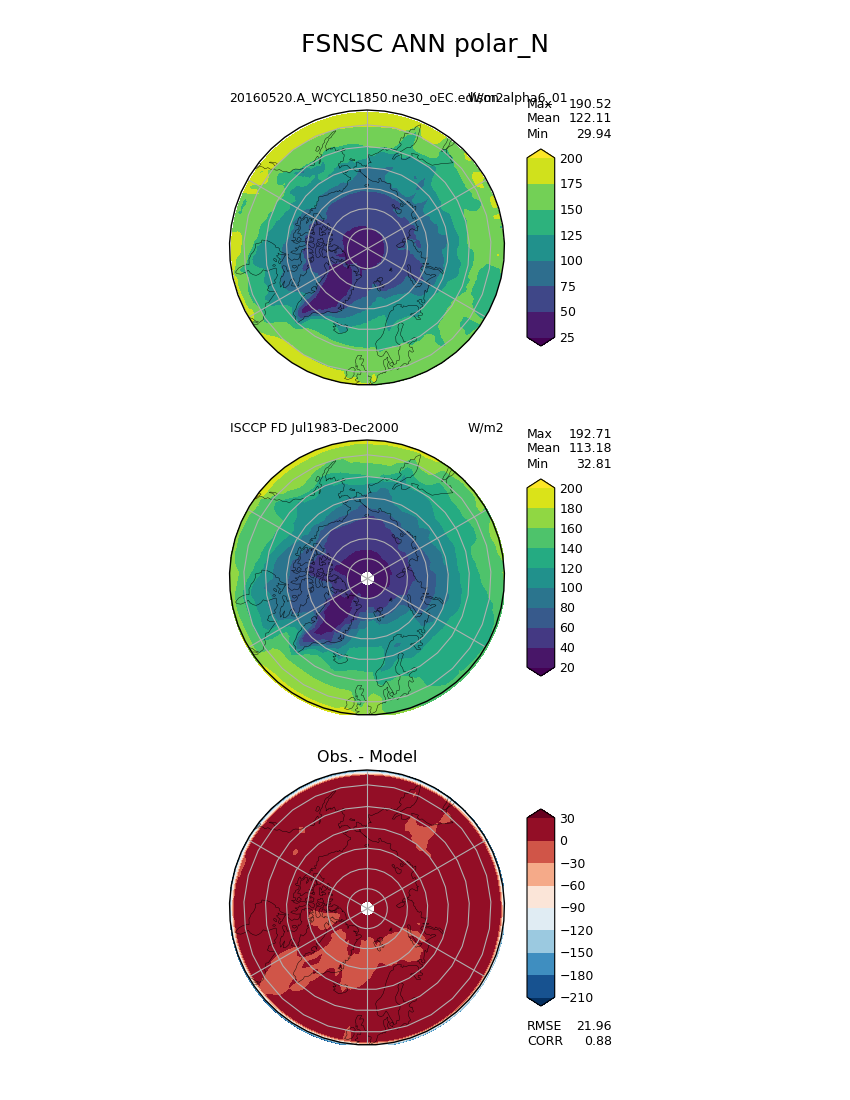 FSNSC ANN polar_N
20160520.A_WCYCL1850.ne30_oEC.edison.alpha6_01
W/m2
Max 190.52
Mean 122.11
Min 29.94
200
175
150
125
100
75
50
25
ISCCP FD Jul1983-Dec2000
W/m2
Max 192.71
Mean 113.18
Min 32.81
200
180
160
140
120
100
80
60
40
20
Obs. - Model
30
0
−30
−60
−90
−120
−150
−180
−210
RMSE 21.96
CORR 0.88